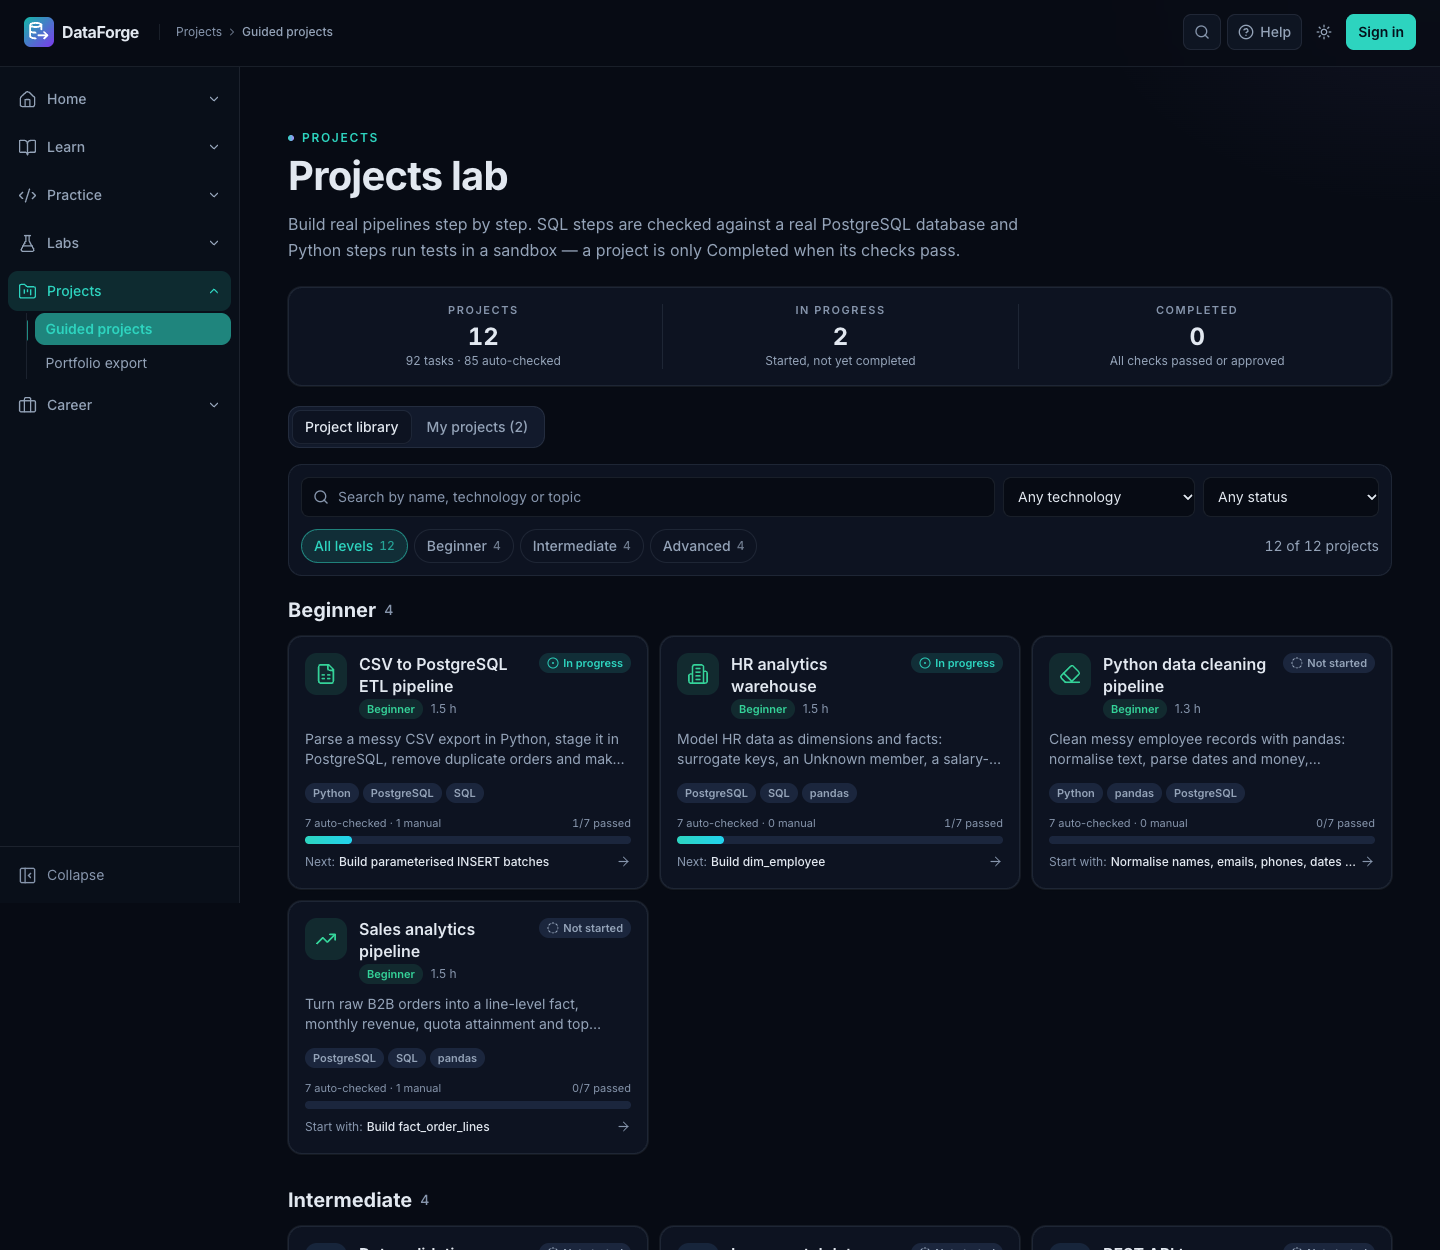 DataForge
Projects > Guided projects
Help
Sign in
Home
Learn
Practice
Labs
Projects
Guided projects
Portfolio export
Career
Collapse
PROJECTS
Projects lab
Build real pipelines step by step. SQL steps are checked against a real PostgreSQL database and
Python steps run tests in a sandbox — a project is only Completed when its checks pass.
PROJECTS
12
92 tasks · 85 auto-checked
IN PROGRESS
2
Started, not yet completed
COMPLETED
0
All checks passed or approved
Project library
My projects (2)
Search by name, technology or topic
Any technology
Any status
All levels 12
Beginner 4
Intermediate 4
Advanced 4
12 of 12 projects
Beginner 4
CSV to PostgreSQL
ETL pipeline
In progress
Beginner 1.5 h
Parse a messy CSV export in Python, stage it in
PostgreSQL, remove duplicate orders and mak...
Python PostgreSQL SQL
7 auto-checked · 1 manual 1/7 passed
Next: Build parameterised INSERT batches
HR analytics
warehouse
In progress
Beginner 1.5 h
Model HR data as dimensions and facts:
surrogate keys, an Unknown member, a salary-...
PostgreSQL SQL pandas
7 auto-checked · 0 manual 1/7 passed
Next: Build dim_employee
Python data cleaning
pipeline
Not started
Beginner 1.3 h
Clean messy employee records with pandas:
normalise text, parse dates and money,...
Python pandas PostgreSQL
7 auto-checked · 0 manual 0/7 passed
Start with: Normalise names, emails, phones, dates ...
Sales analytics
pipeline
Not started
Beginner 1.5 h
Turn raw B2B orders into a line-level fact,
monthly revenue, quota attainment and top...
PostgreSQL SQL pandas
7 auto-checked · 1 manual 0/7 passed
Start with: Build fact_order_lines
Intermediate 4